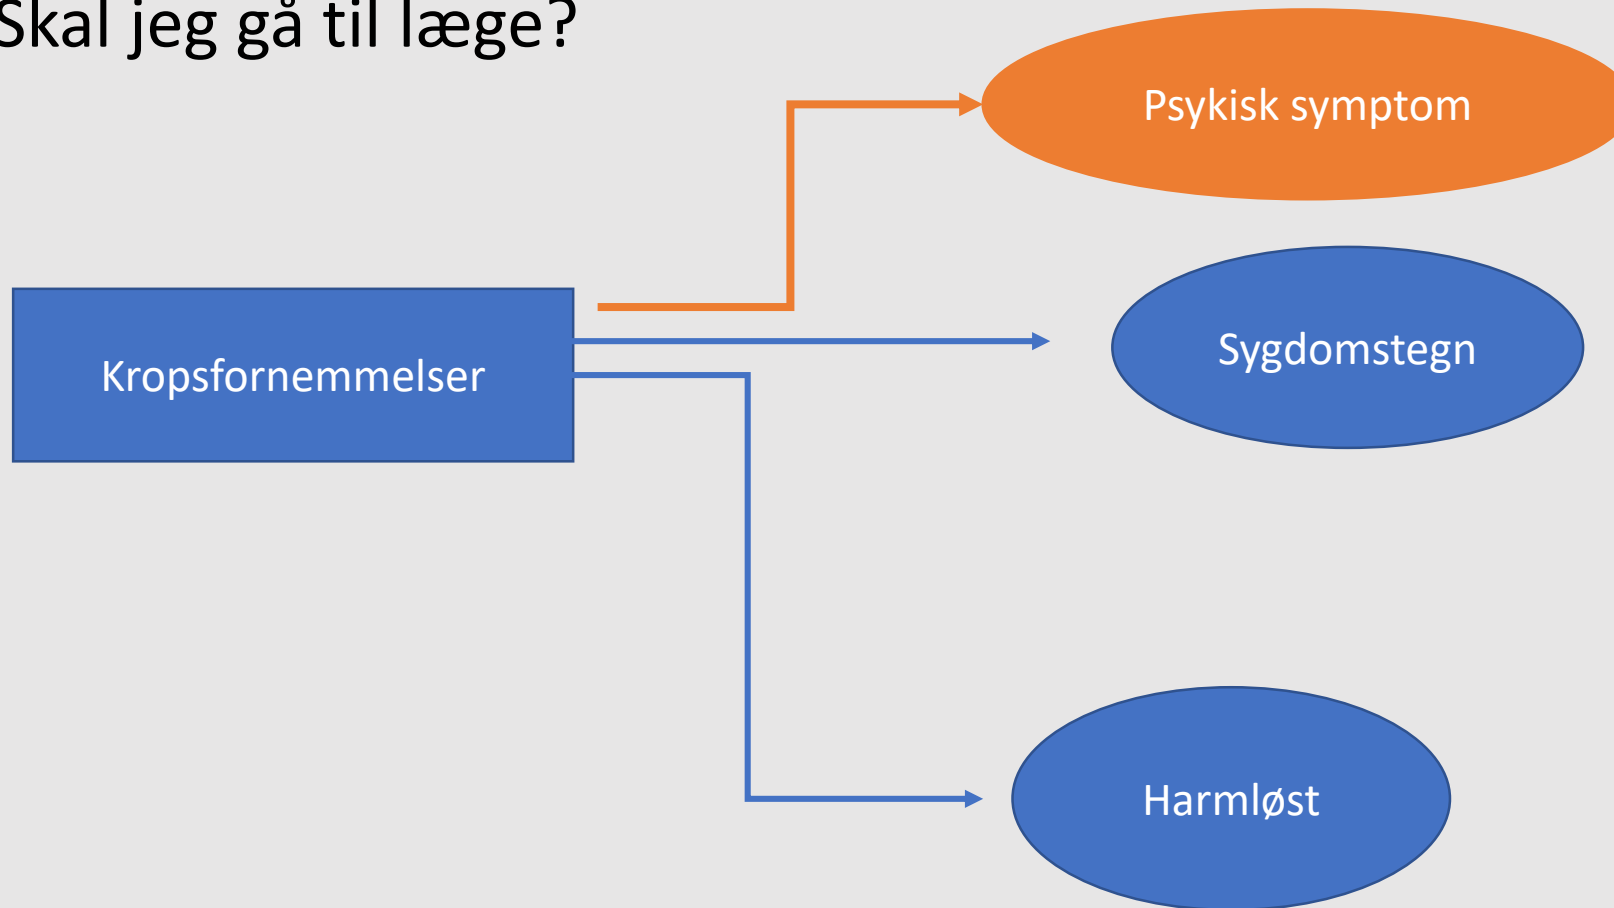 Skal jeg gå til læge?
Psykisk symptom
Sygdomstegn
Kropsfornemmelser
Harmløst